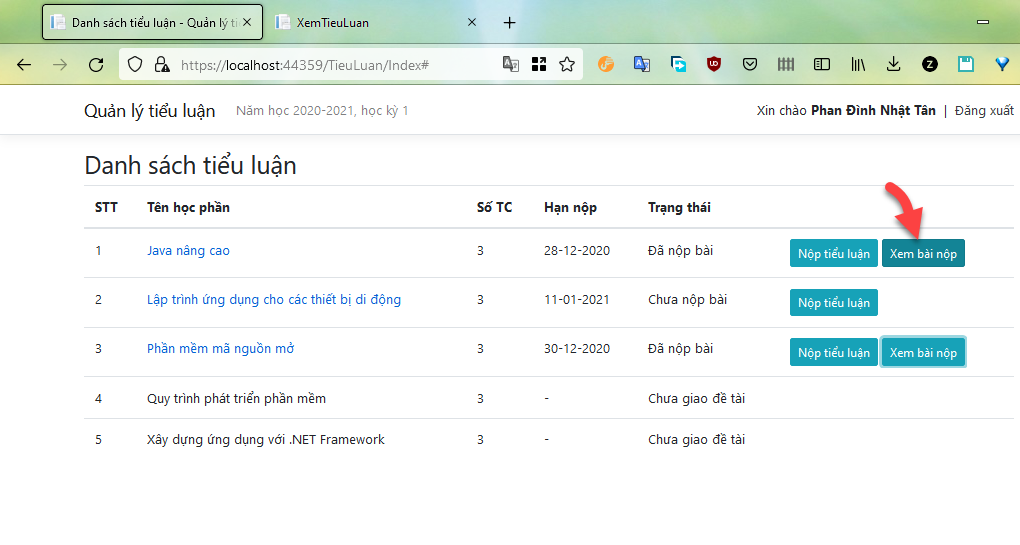 Danh sách tiểu luận - Quản lý ti
XemTieuLuan
https://localhost:44359/TieuLuan/Index#
Quản lý tiểu luận Năm học 2020-2021, học kỳ 1 Xin chào Phan Đình Nhật Tân | Đăng xuất
Danh sách tiểu luận
STT Tên học phần Số TC Hạn nộp Trạng thái
1 Java nâng cao 3 28-12-2020 Đã nộp bài Nộp tiểu luận Xem bài nộp
2 Lập trình ứng dụng cho các thiết bị di động 3 11-01-2021 Chưa nộp bài Nộp tiểu luận
3 Phần mềm mã nguồn mở 3 30-12-2020 Đã nộp bài Nộp tiểu luận Xem bài nộp
4 Quy trình phát triển phần mềm 3 - Chưa giao đề tài
5 Xây dựng ứng dụng với .NET Framework 3 - Chưa giao đề tài